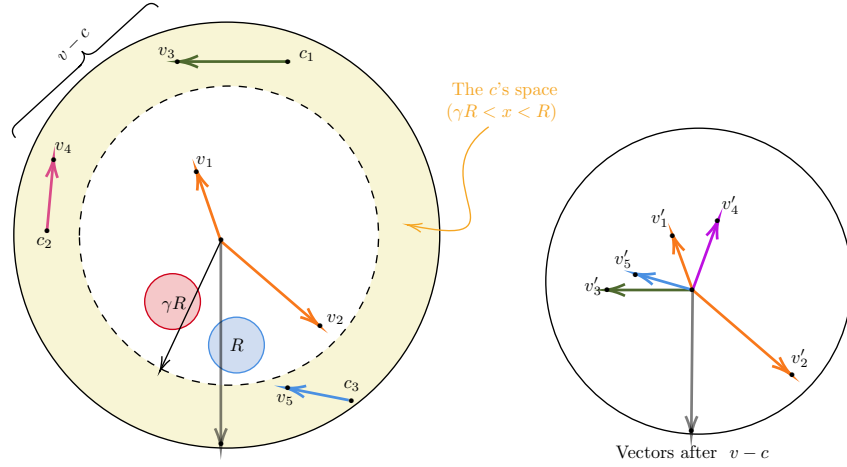 v − c
v₃
c₁
The c's space
(γR < x < R)
v₄
v₁
c₂
γR
R
v₂
v₅
c₃
v′₁
v′₄
v′₅
v′₃
v′₂
Vectors after v − c